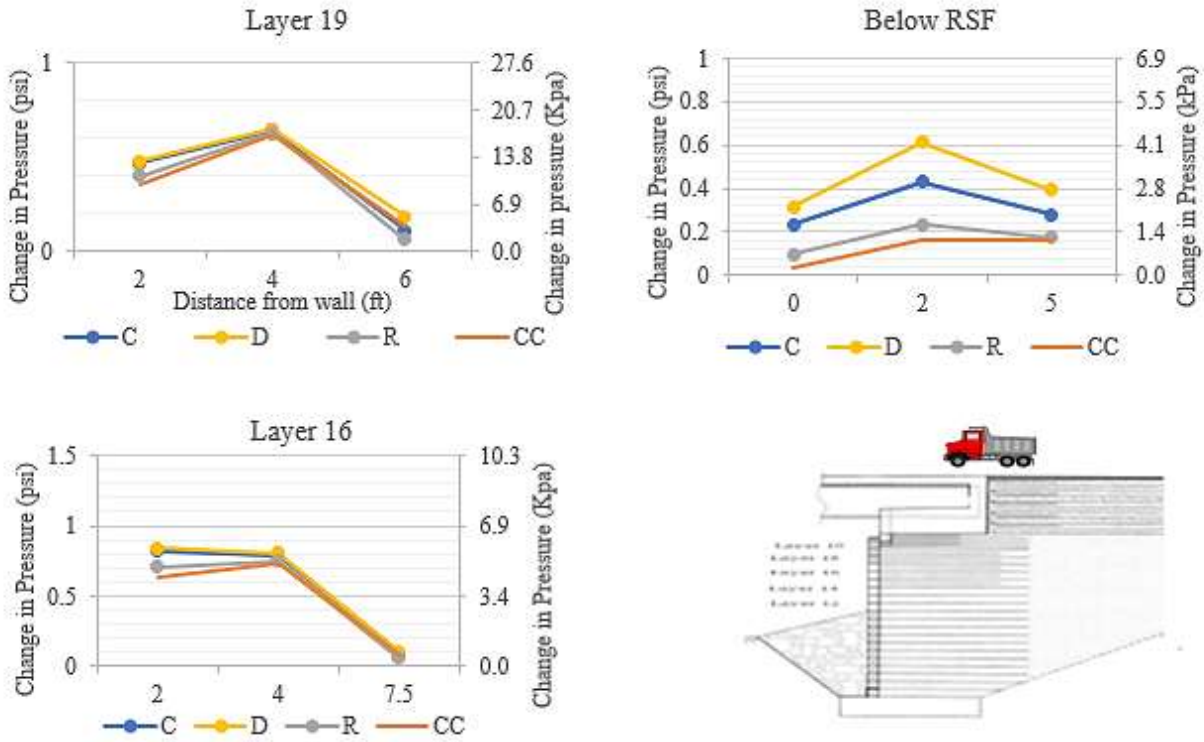 Layer 19
Change in Pressure (psi)
1
0
27.6
20.7
13.8
6.9
0.0
Change in pressure (Kpa)
2 4 6
Distance from wall (ft)
C D R CC
Below RSF
Change in Pressure (psi)
1
0.8
0.6
0.4
0.2
0
6.9
5.5
4.1
2.8
1.4
0.0
Change in Pressure (kPa)
0 2 5
C D R CC
Layer 16
Change in Pressure (psi)
1.5
1
0.5
0
10.3
6.9
3.4
0.0
Change in Pressure (Kpa)
2 4 7.5
C D R CC